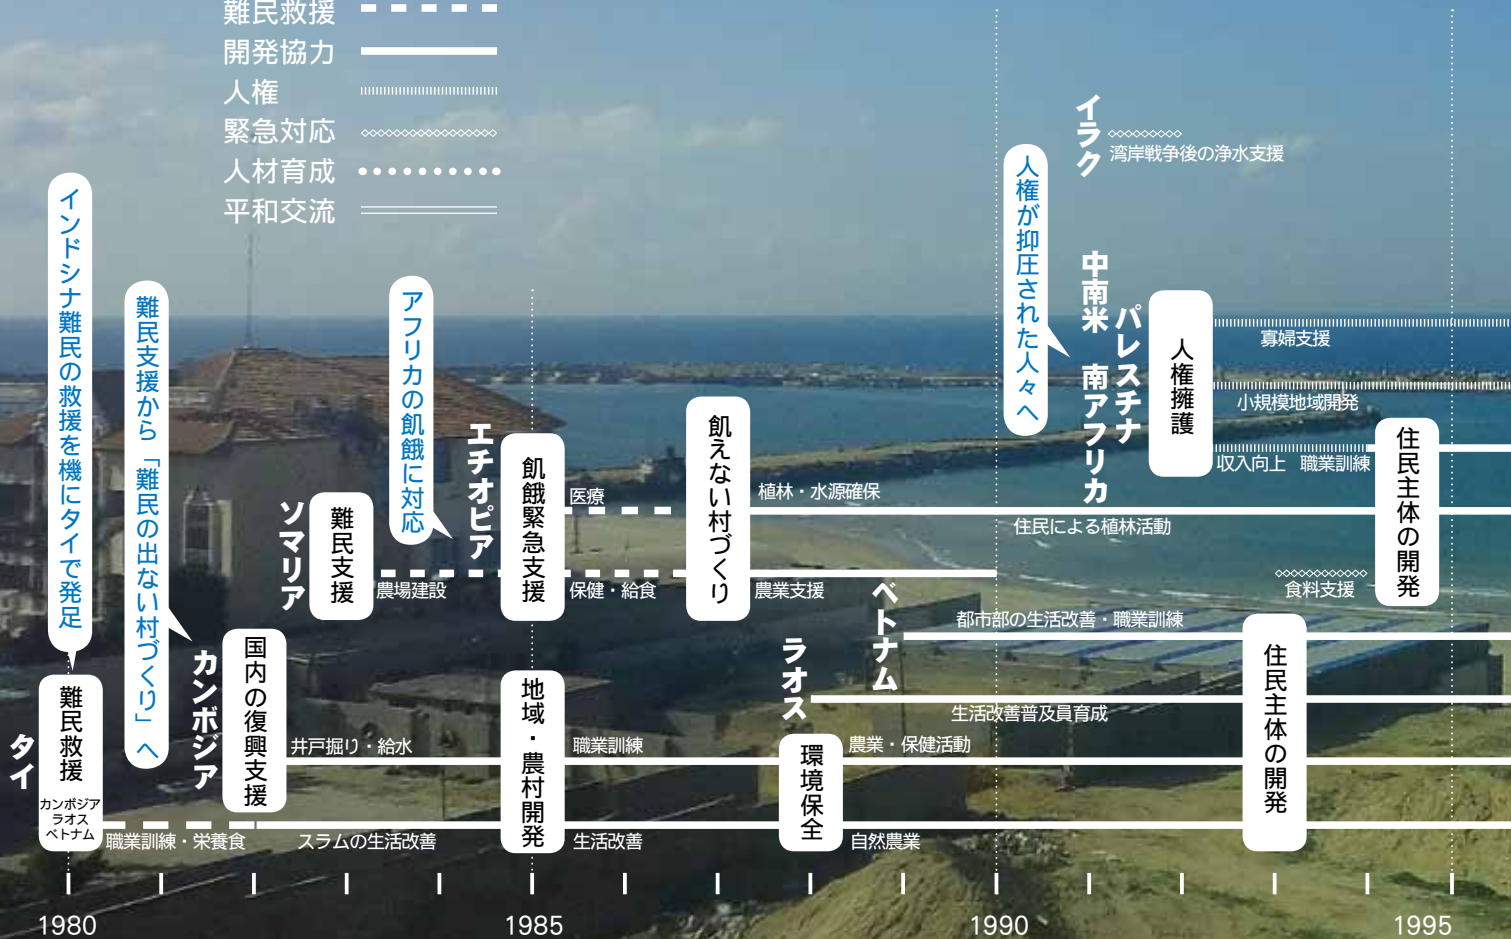 難民救援
開発協力
人権
緊急対応
人材育成
平和交流
インドシナ難民の救援を機にタイで発足
難民支援から「難民の出ない村づくり」へ
アフリカの飢餓に対応
人権が抑圧された人々へ
イラク
湾岸戦争後の浄水支援
中南米 南アフリカ
パレスチナ
人権擁護
寡婦支援
小規模地域開発
収入向上 職業訓練
住民主体の開発
エチオピア
飢餓緊急支援
医療
飢えない村づくり
植林・水源確保
住民による植林活動
ソマリア
難民支援
農場建設
保健・給食
農業支援
食料支援
ベトナム
都市部の生活改善・職業訓練
ラオス
生活改善普及員育成
住民主体の開発
カンボジア
国内の復興支援
井戸掘り・給水
地域・農村開発
職業訓練
環境保全
農業・保健活動
タイ
難民救援
カンボジア
ラオス
ベトナム
職業訓練・栄養食
スラムの生活改善
生活改善
自然農業
1980
1985
1990
1995